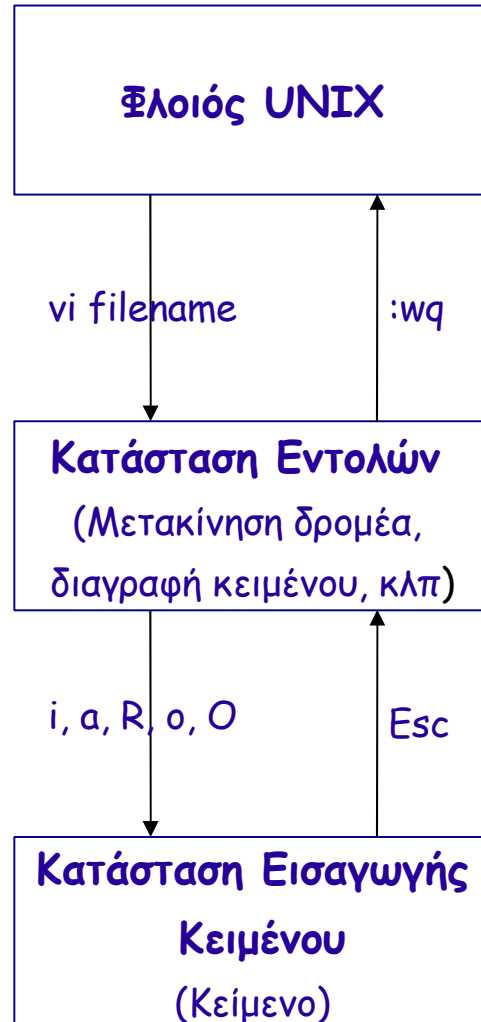 Φλοιός UNIX
vi filename
:wq
Κατάσταση Εντολών
(Μετακίνηση δρομέα,
διαγραφή κειμένου, κλπ)
i, a, R, o, O
Esc
Κατάσταση Εισαγωγής
Κειμένου
(Κείμενο)